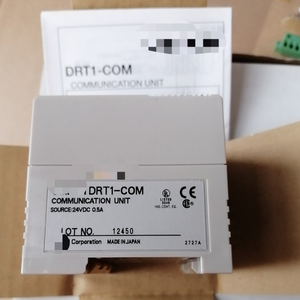 DRT1-COM
COMMUNICATION UNIT
DRT1-COM
COMMUNICATION UNIT
SOURCE:24VDC 0.5A
LISTED
LOT NO. 12450
Corporation MADE IN JAPAN
2727A